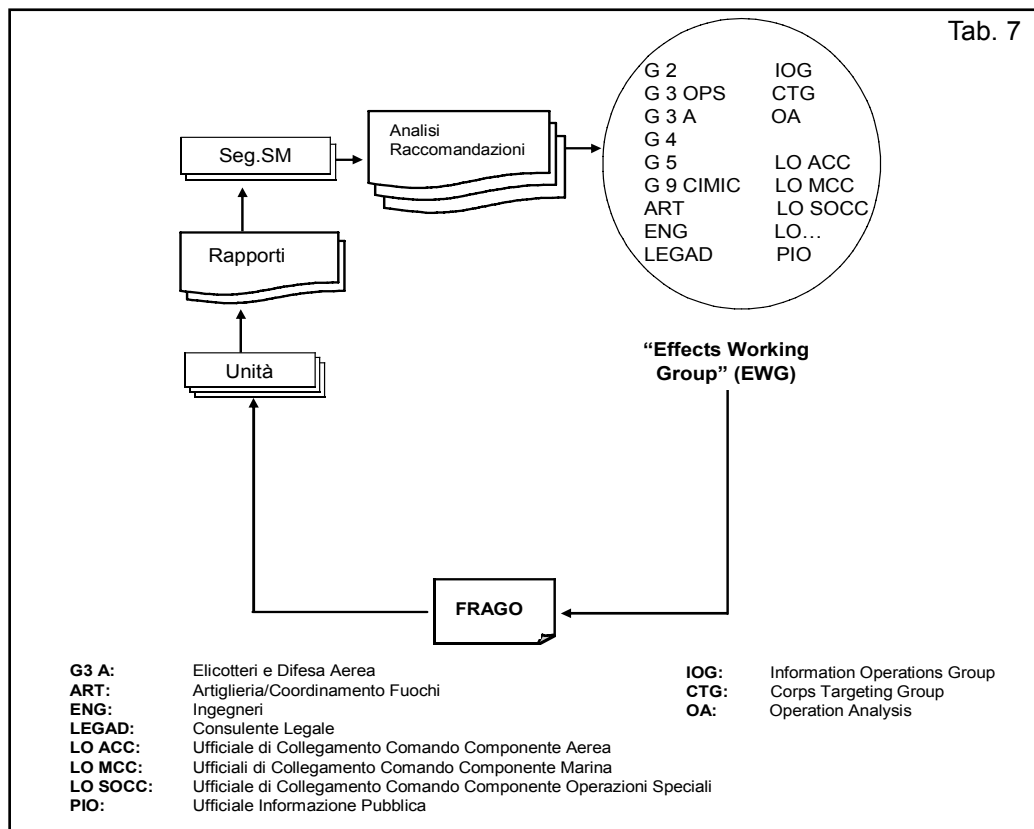 Tab. 7
G 2 IOG
G 3 OPS CTG
G 3 A OA
G 4
G 5 LO ACC
G 9 CIMIC LO MCC
ART LO SOCC
ENG LO…
LEGAD PIO
Analisi
Raccomandazioni
Seg.SM
Rapporti
Unità
“Effects Working
Group” (EWG)
FRAGO
G3 A: Elicotteri e Difesa Aerea
ART: Artiglieria/Coordinamento Fuochi
ENG: Ingegneri
LEGAD: Consulente Legale
LO ACC: Ufficiale di Collegamento Comando Componente Aerea
LO MCC: Ufficiali di Collegamento Comando Componente Marina
LO SOCC: Ufficiale di Collegamento Comando Componente Operazioni Speciali
PIO: Ufficiale Informazione Pubblica
IOG: Information Operations Group
CTG: Corps Targeting Group
OA: Operation Analysis